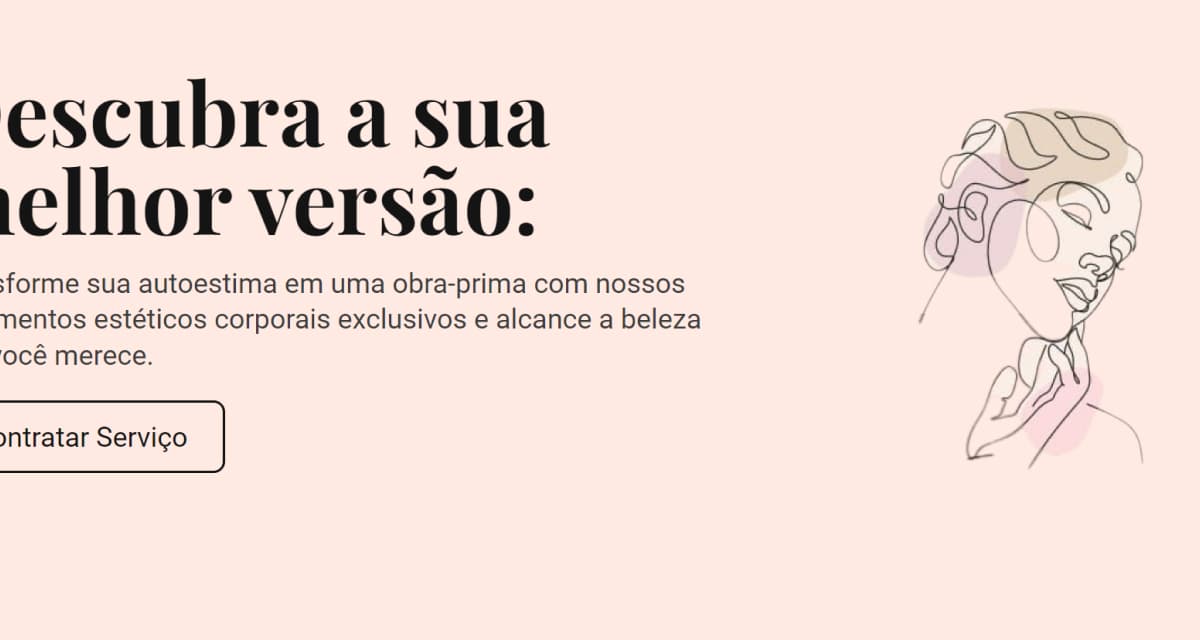 escubra a sua
elhor versão:
sforme sua autoestima em uma obra-prima com nossos
mentos estéticos corporais exclusivos e alcance a beleza
você merece.
ontratar Serviço